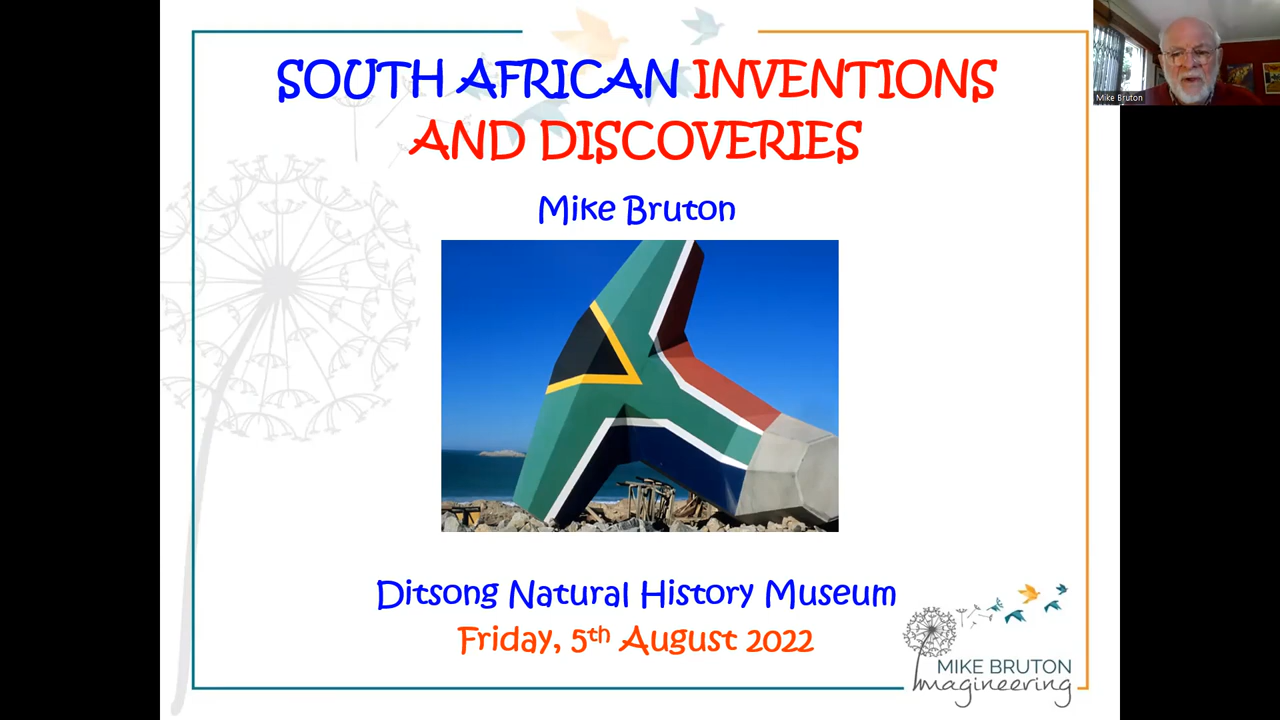 SOUTH AFRICAN INVENTIONS
AND DISCOVERIES
Mike Bruton
Mike Bruton
Ditsong Natural History Museum
Friday, 5th August 2022
MIKE BRUTON
Imagineering